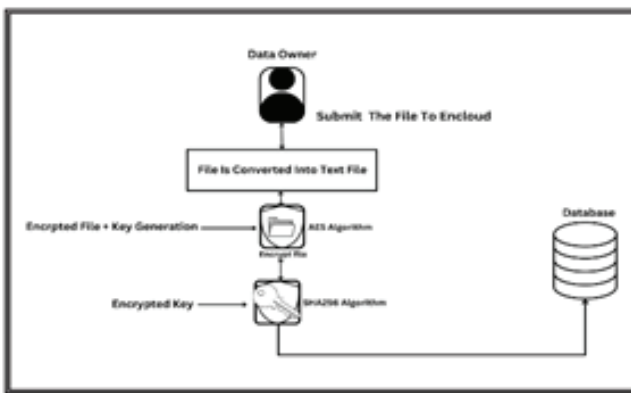 Data Owner
Submit The File To Encloud
File Is Converted Into Text File
Encrpted File + Key Generation
AES Algorithm
Encrypt file
Database
Encrypted Key
SHA256 Algorithm